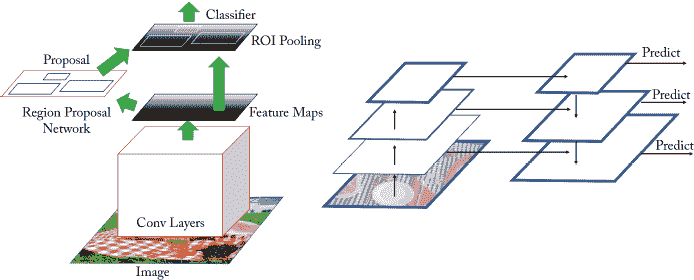 Classifier
ROI Pooling
Proposal
Region Proposal
Network
Feature Maps
Conv Layers
Image
Predict
Predict
Predict